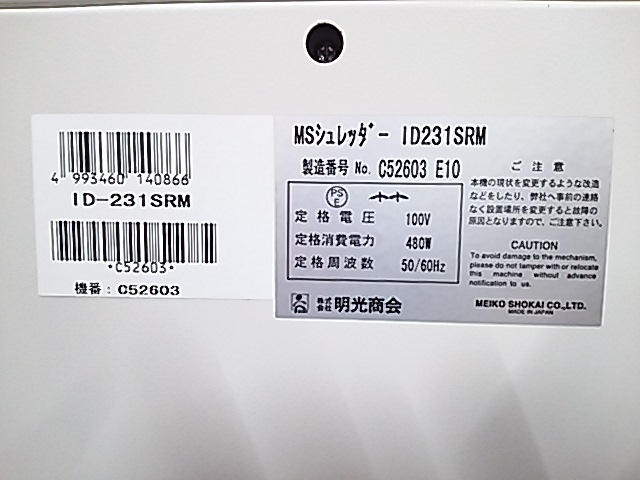 4 993460 140866
ID-231SRM
*C52603*
機番：C52603
MSシュレッダー ID231SRM
製造番号 No. C52603 E10
PS
E
定格電圧 100V
定格消費電力 480W
定格周波数 50/60Hz
株式
会社 明光商会
ご注意
本機の現状を変更するような改造
などをしたり、弊社へ事前の連絡
なく設置場所を変更すると故障の
原因となりますので、ご注意下さい。
CAUTION
To avoid damage to the mechanism,
please do not tamper with or relocate
this machine without advance
notification to us.
MEIKO SHOKAI CO.,LTD.
MADE IN JAPAN